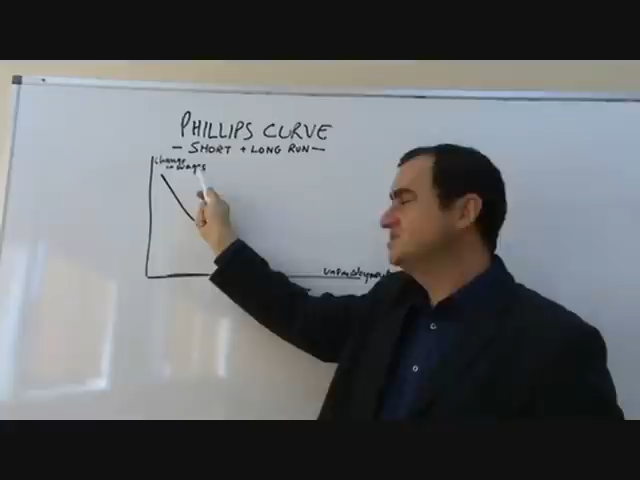 PHILLIPS CURVE
- SHORT + LONG RUN -
change
in wages
unemployment